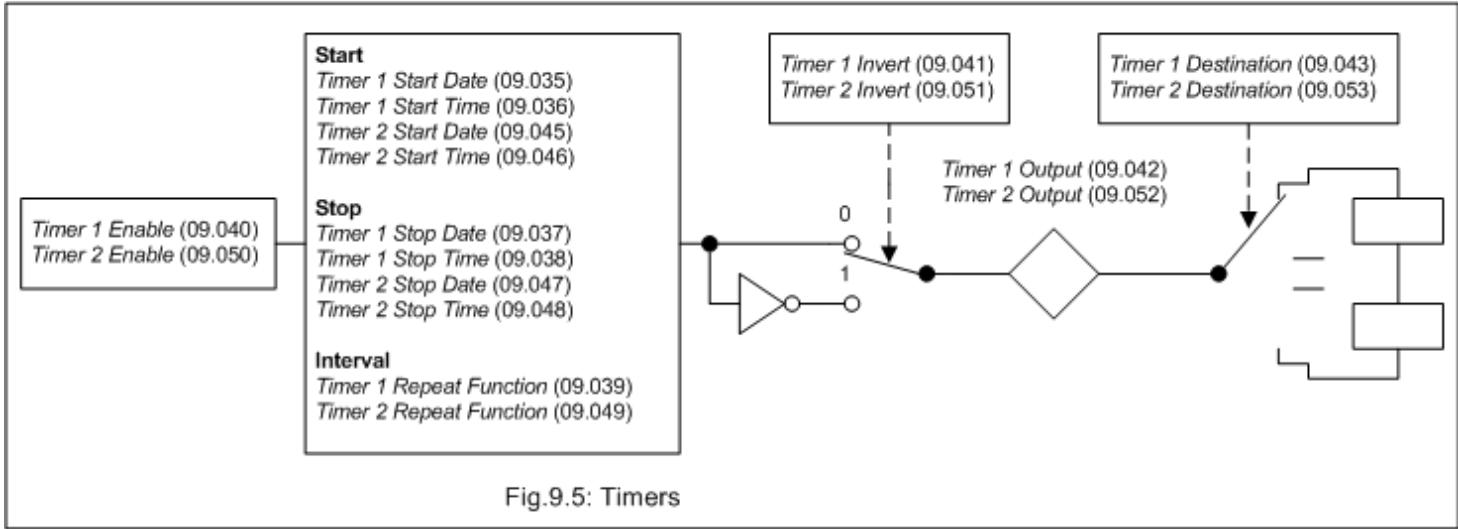 Timer 1 Enable (09.040)
Timer 2 Enable (09.050)
Start
Timer 1 Start Date (09.035)
Timer 1 Start Time (09.036)
Timer 2 Start Date (09.045)
Timer 2 Start Time (09.046)
Stop
Timer 1 Stop Date (09.037)
Timer 1 Stop Time (09.038)
Timer 2 Stop Date (09.047)
Timer 2 Stop Time (09.048)
Interval
Timer 1 Repeat Function (09.039)
Timer 2 Repeat Function (09.049)
Timer 1 Invert (09.041)
Timer 2 Invert (09.051)
0
1
Timer 1 Output (09.042)
Timer 2 Output (09.052)
Timer 1 Destination (09.043)
Timer 2 Destination (09.053)
Fig.9.5: Timers